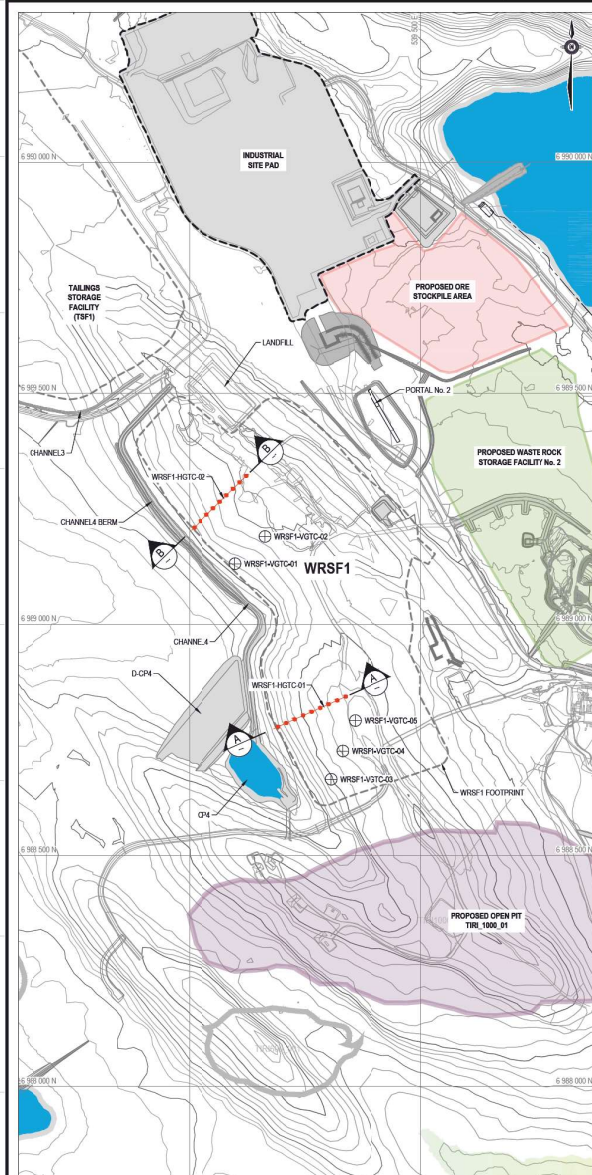 539 500 E
6 990 000 N
6 990 000 N
INDUSTRIAL
SITE PAD
TAILINGS
STORAGE
FACILITY
(TSF1)
PROPOSED ORE
STOCKPILE AREA
LANDFILL
PORTAL No. 2
6 989 500 N
6 989 500 N
CHANNEL3
PROPOSED WASTE ROCK
STORAGE FACILITY No. 2
B
WRSF1-HGTC-02
CHANNEL4 BERM
WRSF1-VGTC-02
B
WRSF1-VGTC-01
WRSF1
6 989 000 N
6 989 000 N
CHANNEL4
D-CP4
WRSF1-HGTC-01
A
WRSF1-VGTC-05
A
WRSF1-VGTC-04
WRSF1-VGTC-03
WRSF1 FOOTPRINT
CP4
6 988 500 N
6 988 500 N
PROPOSED OPEN PIT
TIRI_1000_01
6 988 000 N
6 988 000 N